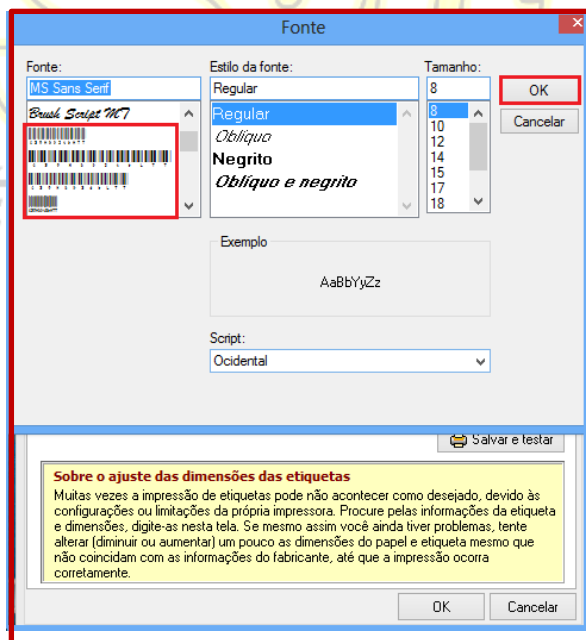 Fonte
Fonte:
Estilo da fonte:
Tamanho:
MS Sans Serif
Regular
8
OK
Brush Script MT
Regular
Oblíquo
Negrito
Oblíquo e negrito
8
10
12
14
15
17
18
Cancelar
Exemplo
AaBbYyZz
Script:
Ocidental
Salvar e testar
Sobre o ajuste das dimensões das etiquetas
Muitas vezes a impressão de etiquetas pode não acontecer como desejado, devido às
configurações ou limitações da própria impressora. Procure pelas informações da etiqueta
e dimensões, digite-as nesta tela. Se mesmo assim você ainda tiver problemas, tente
alterar (diminuir ou aumentar) um pouco as dimensões do papel e etiqueta mesmo que
não coincidam com as informações do fabricante, até que a impressão ocorra
corretamente.
OK
Cancelar